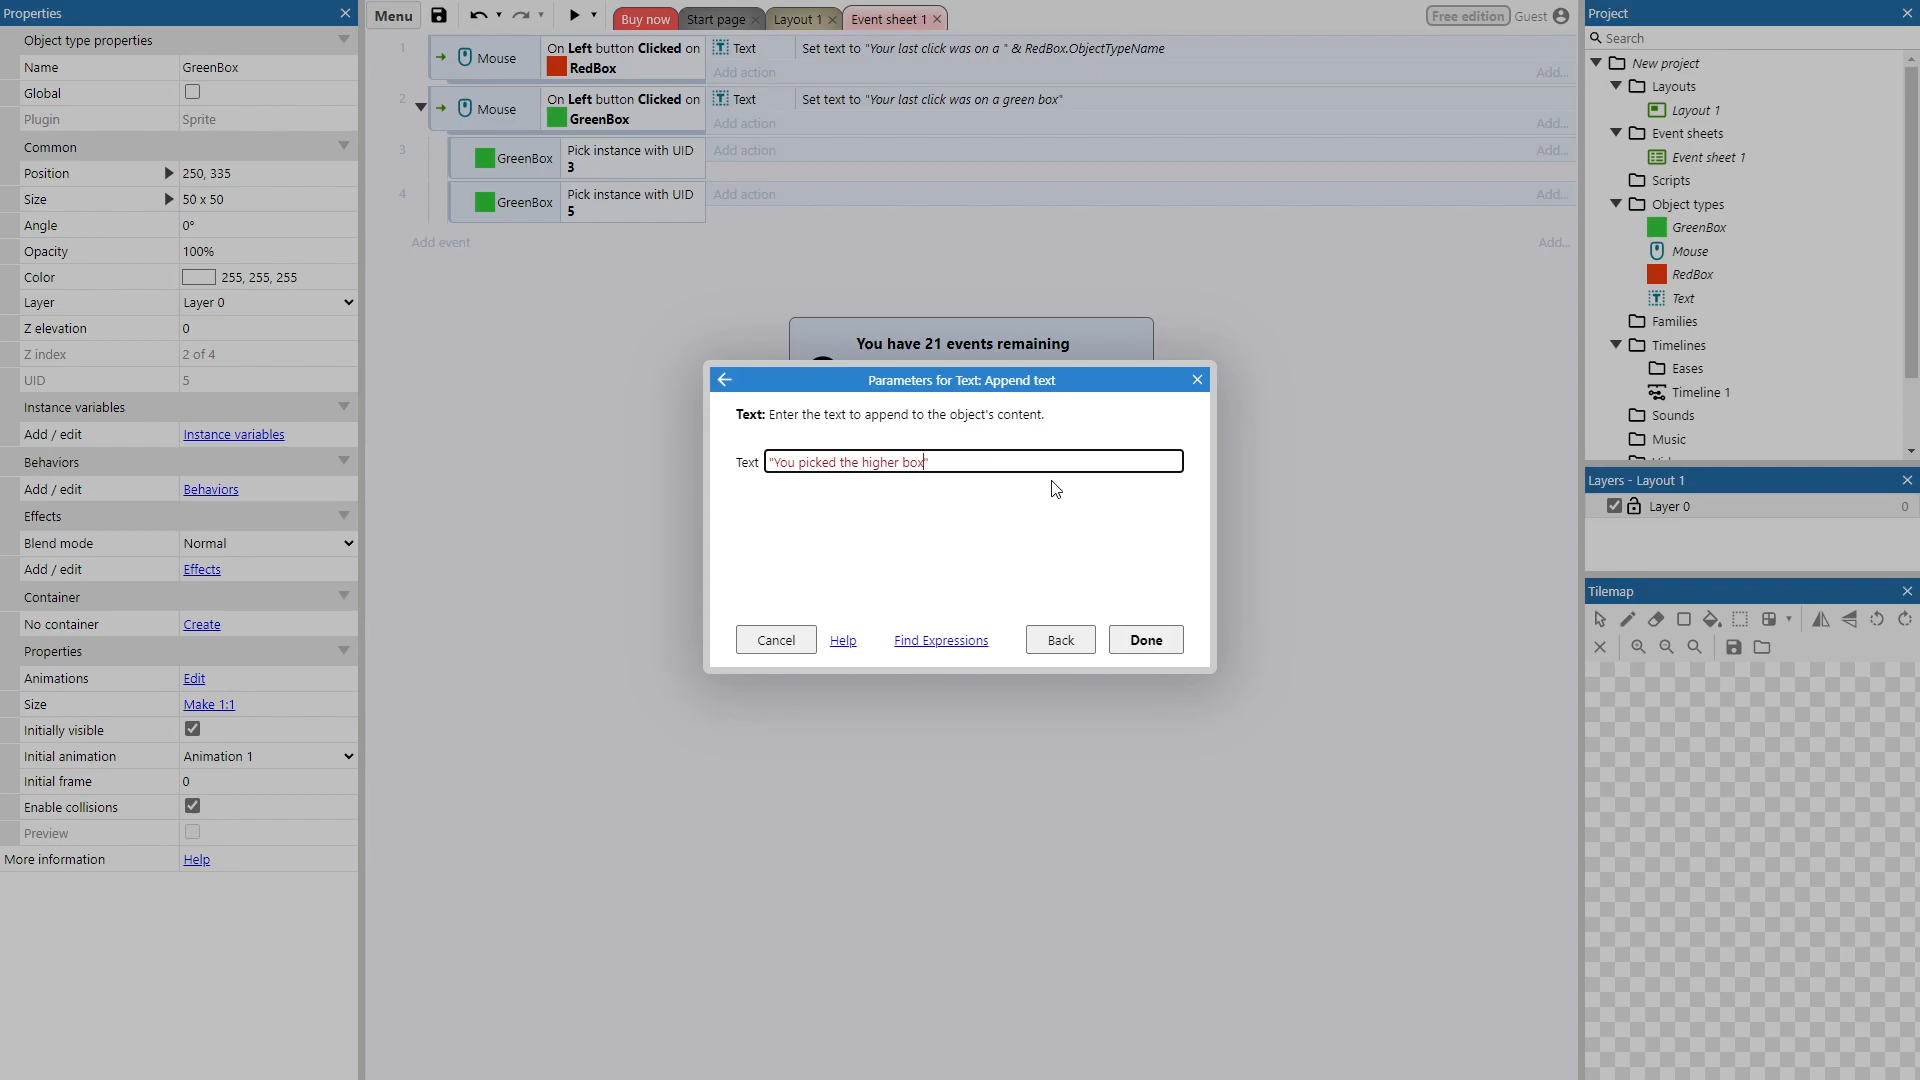 Properties
Object type properties
Name GreenBox
Global
Plugin Sprite
Common
Position 250, 335
Size 50 x 50
Angle 0°
Opacity 100%
Color 255, 255, 255
Layer Layer 0
Z elevation 0
Z index 2 of 4
UID 5
Instance variables
Add / edit Instance variables
Behaviors
Add / edit Behaviors
Effects
Blend mode Normal
Add / edit Effects
Container
No container Create
Properties
Animations Edit
Size Make 1:1
Initially visible
Initial animation Animation 1
Initial frame 0
Enable collisions
Preview
More information Help
Menu Buy now Start page Layout 1 Event sheet 1 Free edition Guest
1 Mouse On Left button Clicked on RedBox Text Set text to "Your last click was on a " & RedBox.ObjectTypeName
Add action Add...
2 Mouse On Left button Clicked on GreenBox Text Set text to "Your last click was on a green box"
Add action Add...
3 GreenBox Pick instance with UID 3 Add action Add...
4 GreenBox Pick instance with UID 5 Add action Add...
Add event Add...
You have 21 events remaining
Parameters for Text: Append text
Text: Enter the text to append to the object's content.
Text "You picked the higher box"
Cancel Help Find Expressions Back Done
Project
Search
New project
Layouts
Layout 1
Event sheets
Event sheet 1
Scripts
Object types
GreenBox
Mouse
RedBox
Text
Families
Timelines
Eases
Timeline 1
Sounds
Music
Layers - Layout 1
Layer 0 0
Tilemap